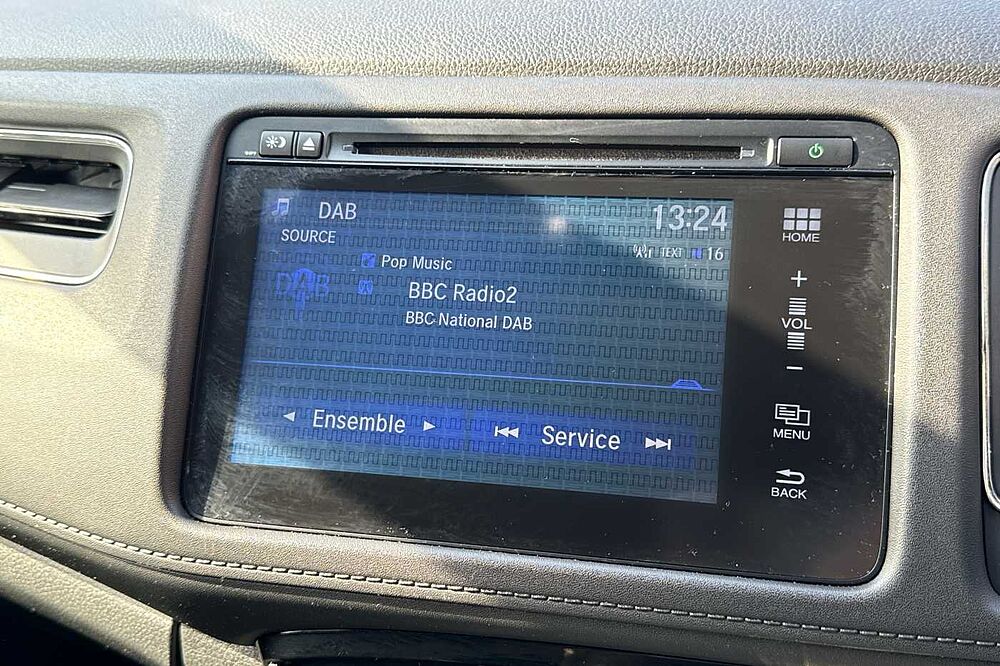 DAB
13:24
SOURCE
TEXT
16
Pop Music
DAB
BBC Radio2
BBC National DAB
Ensemble
Service
HOME
+
VOL
−
MENU
BACK